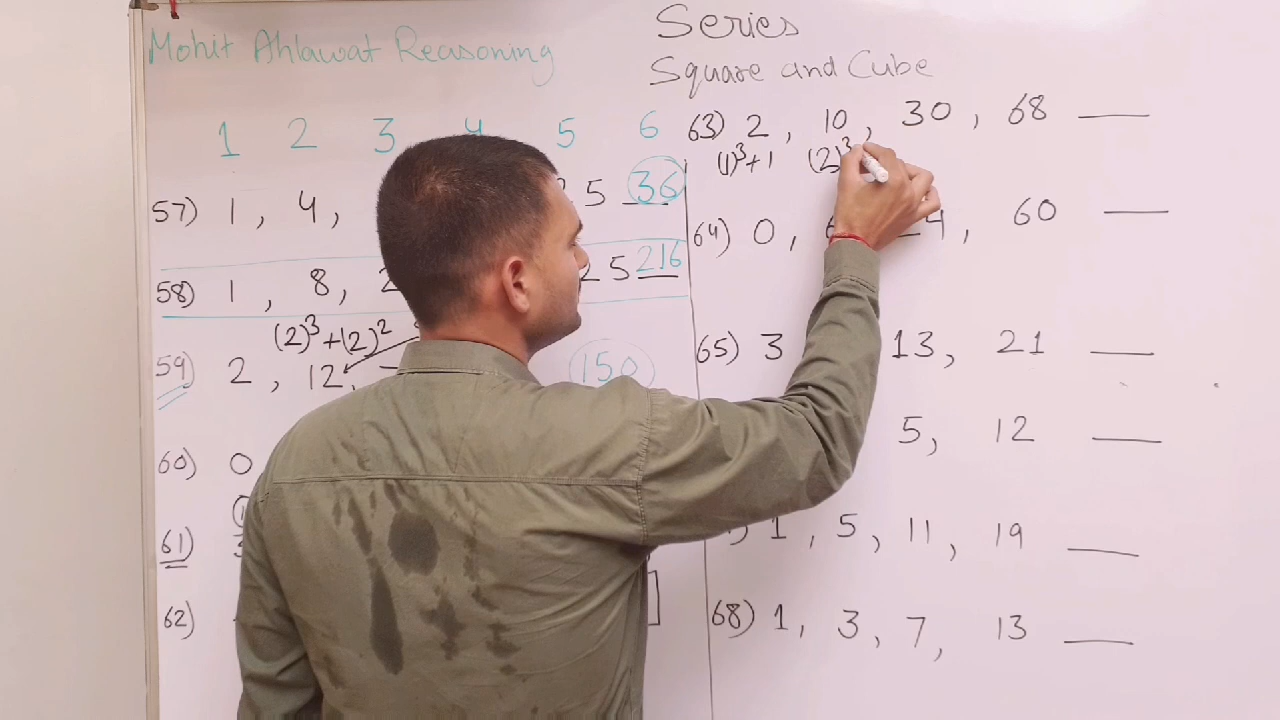 Mohit Ahlawat Reasoning
1 2 3 4 5 6
57) 1, 4, 5 36
58) 1, 8, 2 2 5 216
(2)³+(2)²
59) 2, 12, 150
60) 0
61)
62)
Series
Square and Cube
63) 2, 10, 30, 68 ___
(1)³+1 (2)³
64) 0, 60 ___
65) 3 13, 21 ___
5, 12 ___
1, 5, 11, 19 ___
68) 1, 3, 7, 13 ___